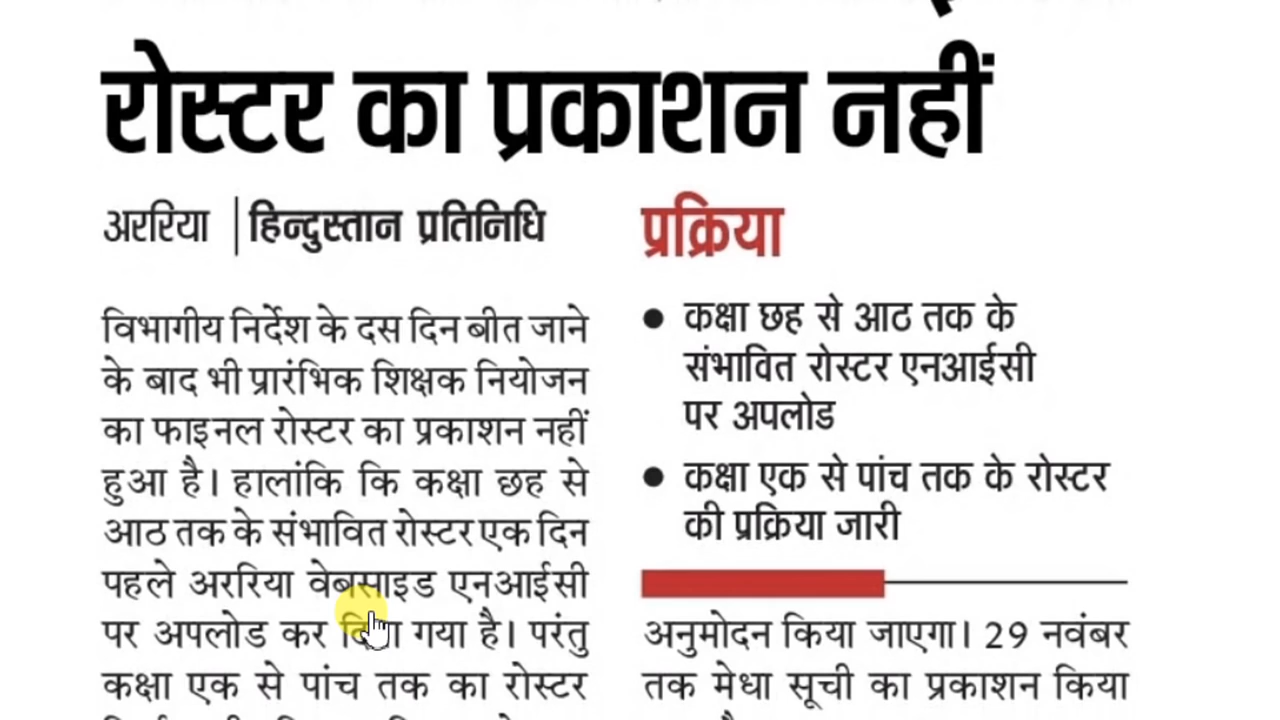 रोस्टर का प्रकाशन नहीं
अररिया | हिन्दुस्तान प्रतिनिधि
विभागीय निर्देश के दस दिन बीत जाने
के बाद भी प्रारंभिक शिक्षक नियोजन
का फाइनल रोस्टर का प्रकाशन नहीं
हुआ है। हालांकि कि कक्षा छह से
आठ तक के संभावित रोस्टर एक दिन
पहले अररिया वेबसाइड एनआईसी
पर अपलोड कर दिया गया है। परंतु
कक्षा एक से पांच तक का रोस्टर
प्रक्रिया
• कक्षा छह से आठ तक के
संभावित रोस्टर एनआईसी
पर अपलोड
• कक्षा एक से पांच तक के रोस्टर
की प्रक्रिया जारी
अनुमोदन किया जाएगा। 29 नवंबर
तक मेधा सूची का प्रकाशन किया